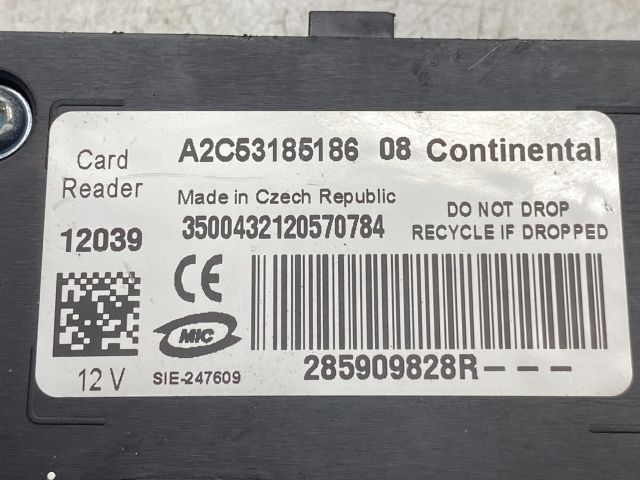 Card Reader
A2C53185186 08 Continental
Made in Czech Republic
12039
3500432120570784
DO NOT DROP
RECYCLE IF DROPPED
CE
MIC
12 V
SIE-247609
285909828R---